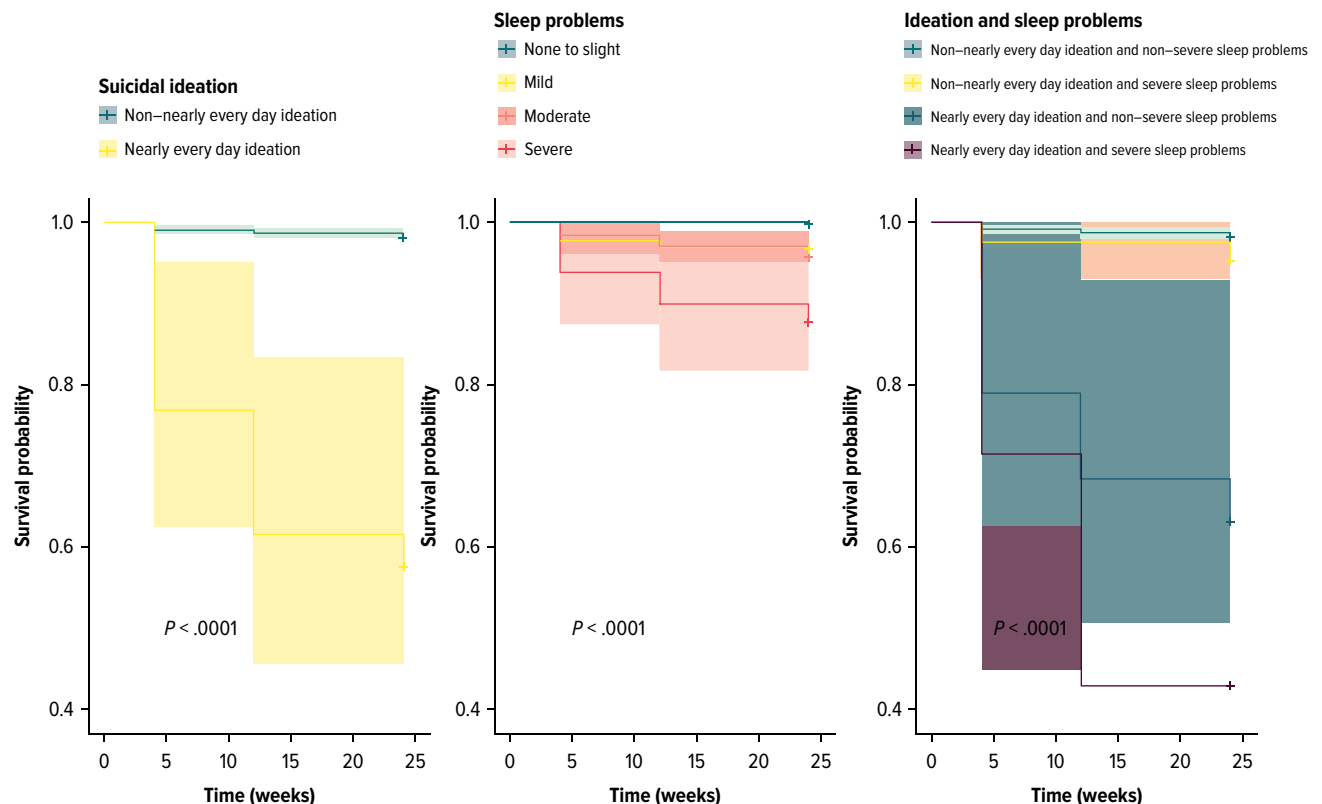 Suicidal ideation
Non–nearly every day ideation
Nearly every day ideation
1.0
0.8
0.6
0.4
Survival probability
P < .0001
0 5 10 15 20 25
Time (weeks)
Sleep problems
None to slight
Mild
Moderate
Severe
1.0
0.8
0.6
0.4
Survival probability
P < .0001
0 5 10 15 20 25
Time (weeks)
Ideation and sleep problems
Non–nearly every day ideation and non-severe sleep problems
Non–nearly every day ideation and severe sleep problems
Nearly every day ideation and non-severe sleep problems
Nearly every day ideation and severe sleep problems
1.0
0.8
0.6
0.4
Survival probability
P < .0001
0 5 10 15 20 25
Time (weeks)